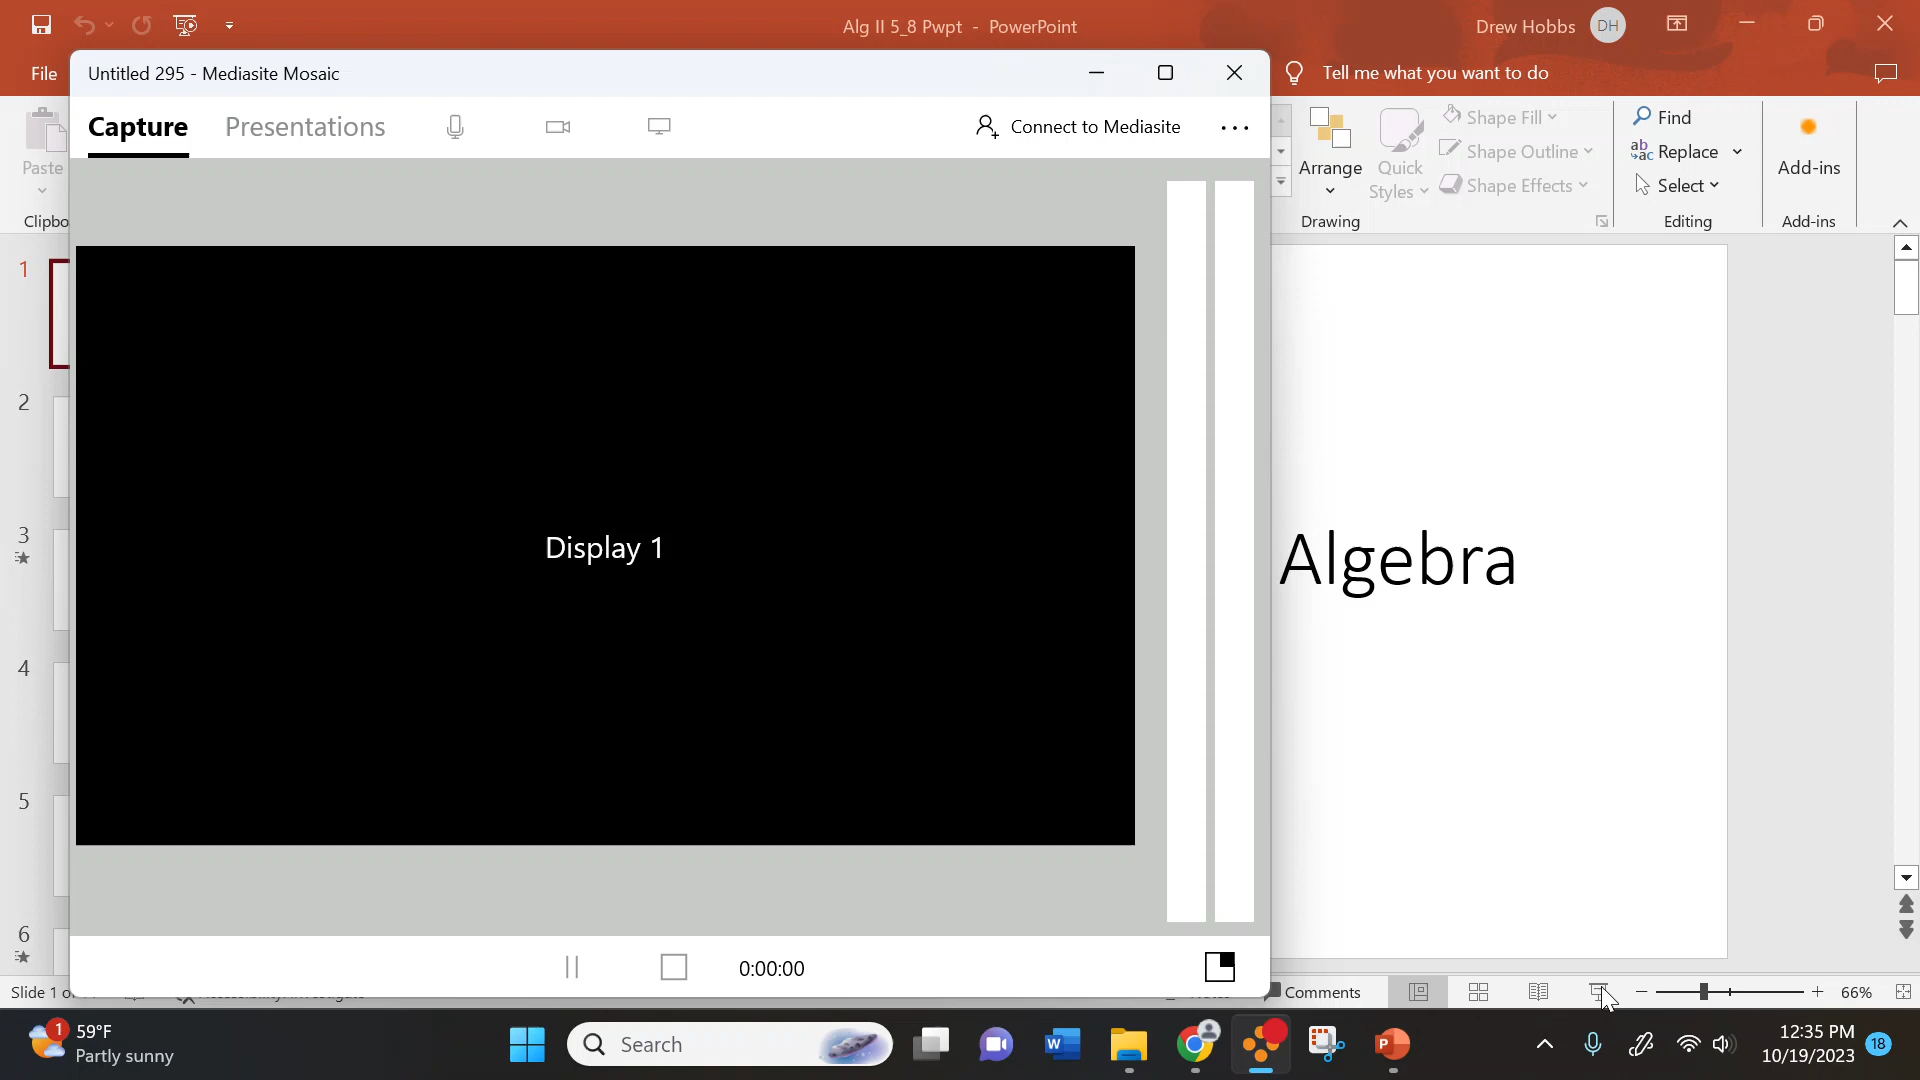 Alg II 5_8 Pwpt - PowerPoint
Drew Hobbs DH
File
Untitled 295 - Mediasite Mosaic
Tell me what you want to do
Capture Presentations
Connect to Mediasite
Paste
Clipbo
Arrange
Quick
Styles
Shape Fill
Shape Outline
Shape Effects
Drawing
Find
Replace
Select
Editing
Add-ins
Add-ins
1
2
3
4
5
6
Display 1
Algebra
0:00:00
Slide 1 o
Comments
66%
1
59°F
Partly sunny
Search
12:35 PM
10/19/2023
18